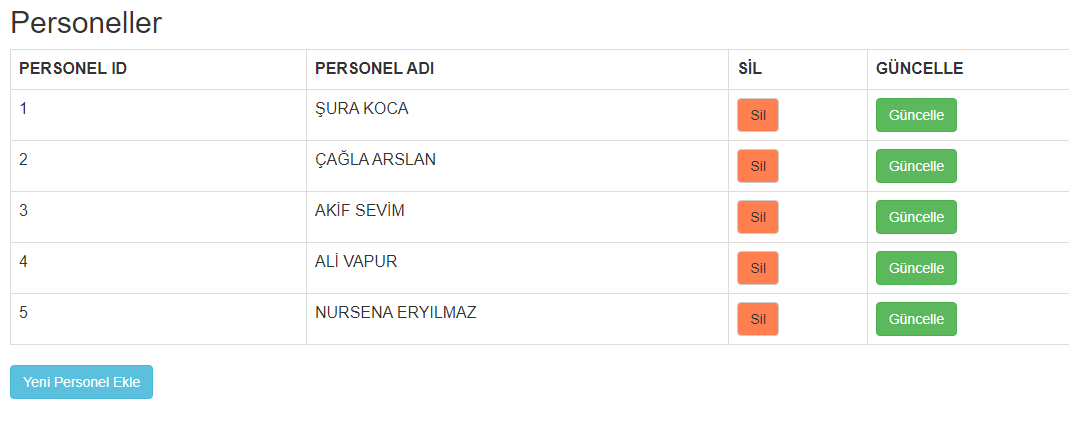 Personeller
PERSONEL ID PERSONEL ADI SİL GÜNCELLE
1 ŞURA KOCA Sil Güncelle
2 ÇAĞLA ARSLAN Sil Güncelle
3 AKİF SEVİM Sil Güncelle
4 ALİ VAPUR Sil Güncelle
5 NURSENA ERYILMAZ Sil Güncelle
Yeni Personel Ekle